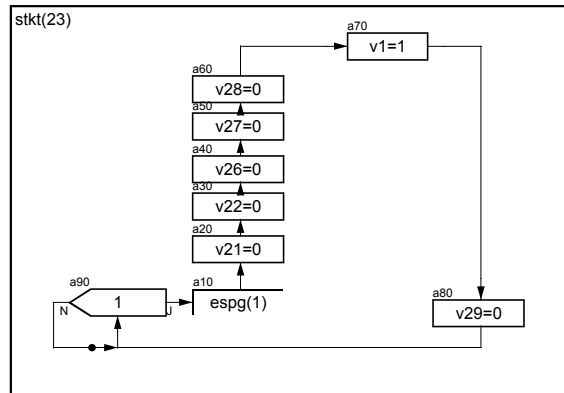 stkt(23)
a70
v1=1
a60
v28=0
a50
v27=0
a40
v26=0
a30
v22=0
a20
v21=0
a90
1
N
J
a10
espg(1)
a80
v29=0